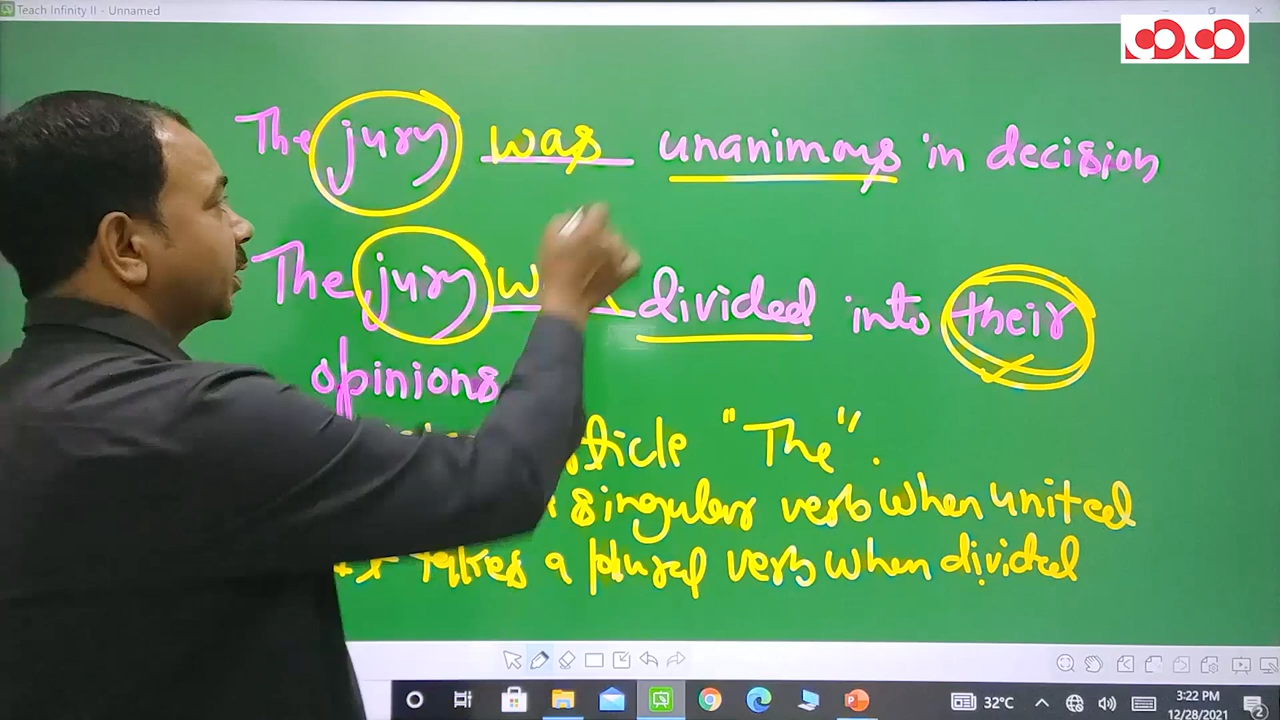 Teach Infinity II - Unnamed
The jury was unanimous in decision
The jury divided into their
opinions
"The".
singular verb when united
takes a plural verb when divided
32°C
3:22 PM
12/28/2021
2